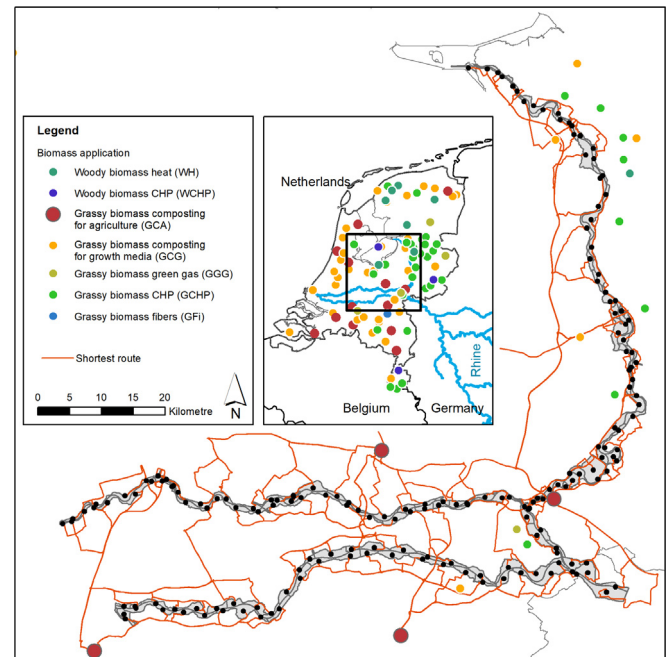 Legend
Biomass application
Woody biomass heat (WH)
Woody biomass CHP (WCHP)
Grassy biomass composting
for agriculture (GCA)
Grassy biomass composting
for growth media (GCG)
Grassy biomass green gas (GGG)
Grassy biomass CHP (GCHP)
Grassy biomass fibers (GFi)
Shortest route
0 5 10 15 20
Kilometre
N
Netherlands
Rhine
Belgium
Germany